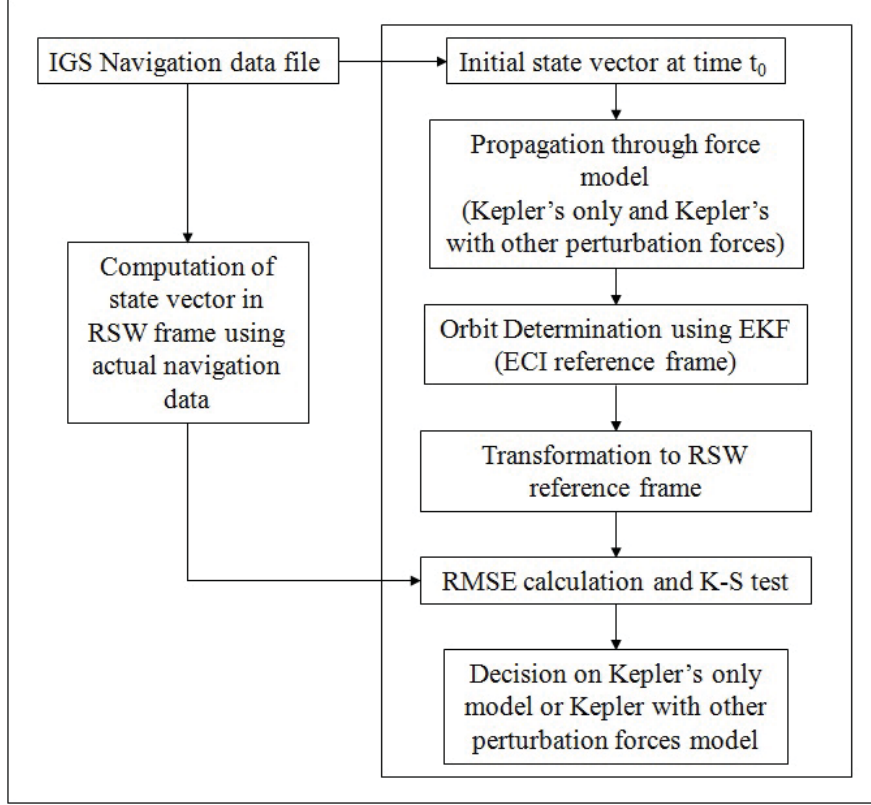 IGS Navigation data file
Initial state vector at time t₀
Propagation through force
model
(Kepler's only and Kepler's
with other perturbation forces)
Computation of
state vector in
RSW frame using
actual navigation
data
Orbit Determination using EKF
(ECI reference frame)
Transformation to RSW
reference frame
RMSE calculation and K-S test
Decision on Kepler's only
model or Kepler with other
perturbation forces model